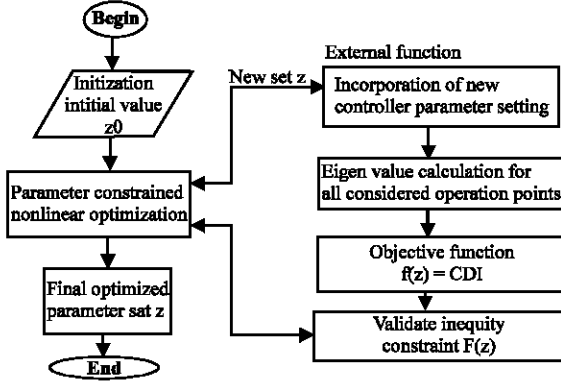 Begin
Initization
intitial value
z0
Parameter constrained
nonlinear optimization
Final optimized
parameter sat z
End
New set z
External function
Incorporation of new
controller parameter setting
Eigen value calculation for
all considered operation points
Objective function
f(z) = CDI
Validate inequity
constraint F(z)